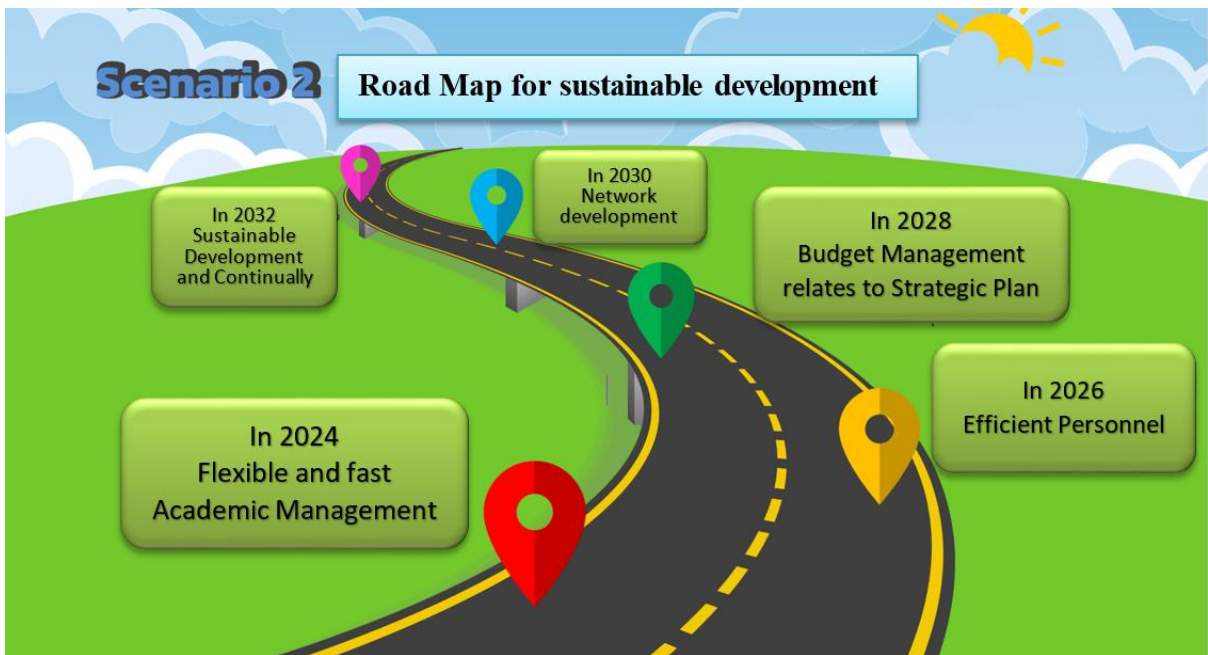 Scenario 2
Road Map for sustainable development
In 2032
Sustainable
Development
and Continually
In 2030
Network
development
In 2028
Budget Management
relates to Strategic Plan
In 2026
Efficient Personnel
In 2024
Flexible and fast
Academic Management